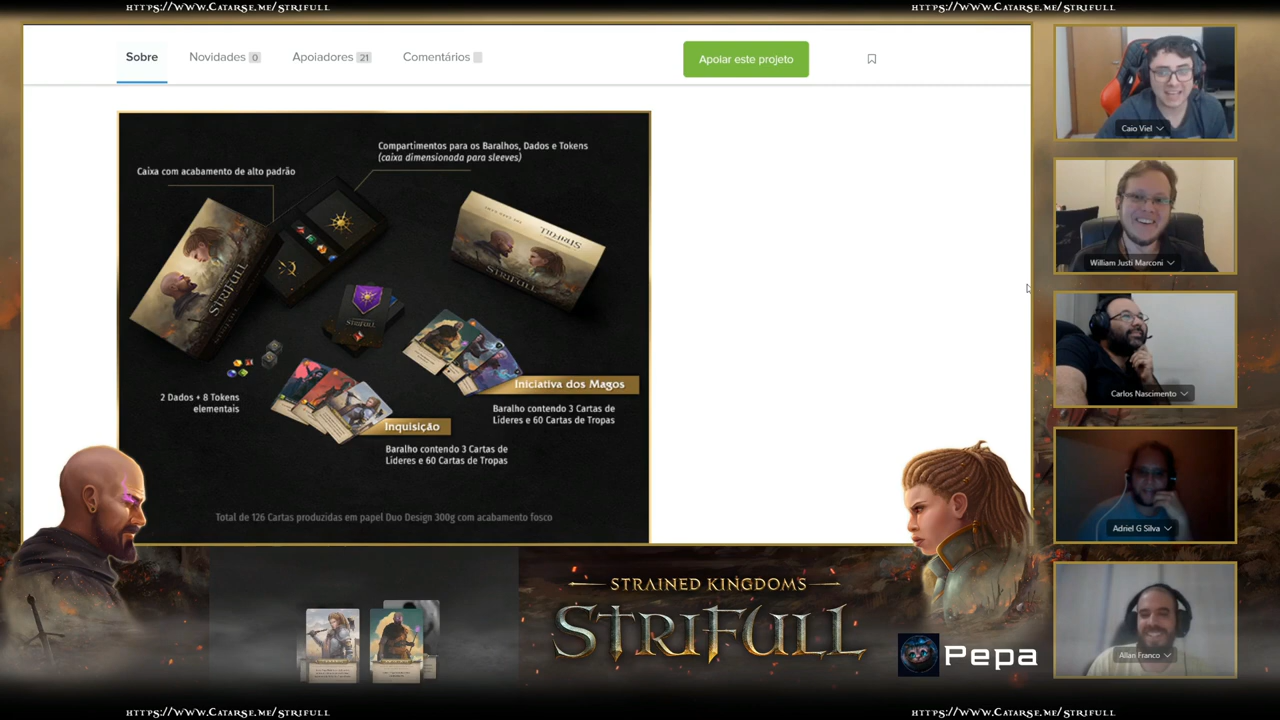 https://www.Catarse.me/Strifull
https://www.Catarse.me/Strifull
Sobre
Novidades 0
Apoiadores 21
Comentários
Apoiar este projeto
Compartimentos para os Baralhos, Dados e Tokens
(caixa dimensionada para sleeves)
Caixa com acabamento de alto padrão
STRIFULL
STRIFULL
STRIFULL
2 Dados + 8 Tokens
elementais
Iniciativa dos Magos
Baralho contendo 3 Cartas de
Líderes e 60 Cartas de Tropas
Inquisição
Baralho contendo 3 Cartas de
Líderes e 60 Cartas de Tropas
Total de 126 Cartas produzidas em papel Duo Design 300g com acabamento fosco
Caio Viel
William Justi Marconi
Carlos Nascimento
Adriel G Silva
Allan Franco
STRAINED KINGDOMS
STRIFULL
Pepa
https://www.Catarse.me/Strifull
https://www.Catarse.me/Strifull